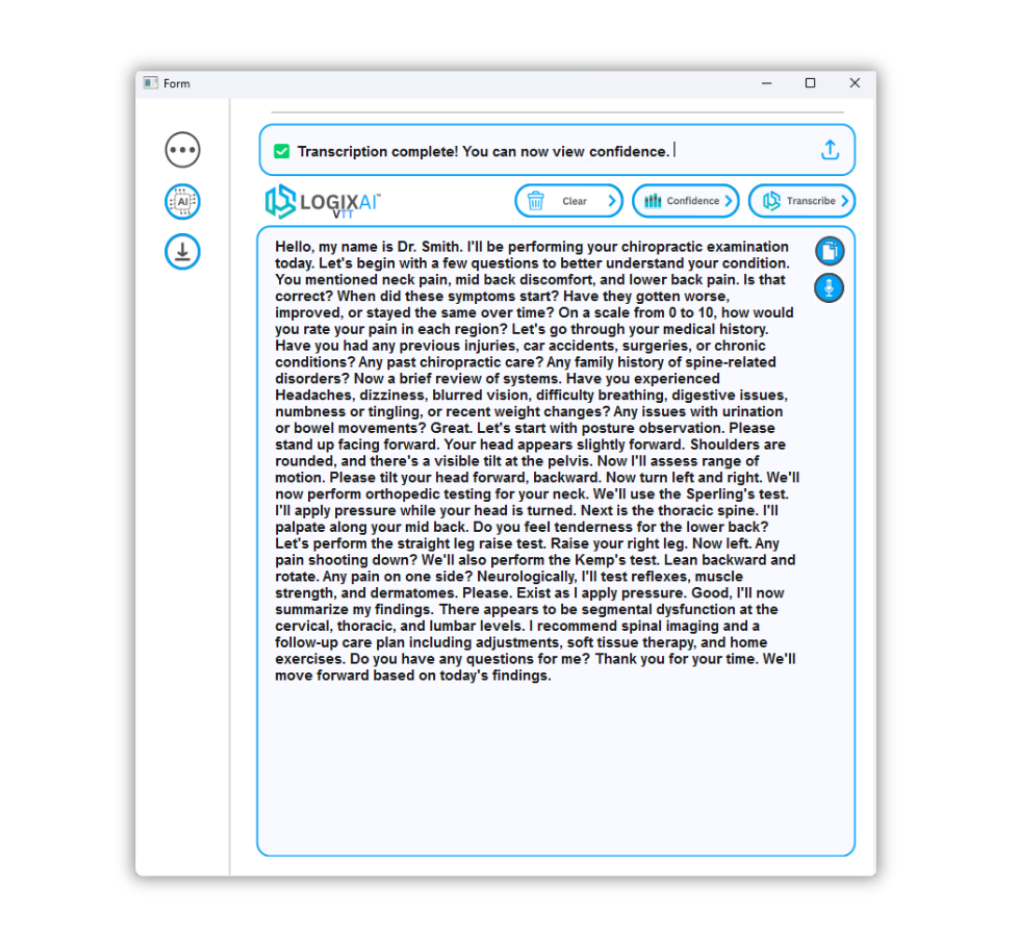 Form
Transcription complete! You can now view confidence.
LOGIXAI™
VTT
Clear
Confidence
Transcribe
AI
Hello, my name is Dr. Smith. I'll be performing your chiropractic examination
today. Let's begin with a few questions to better understand your condition.
You mentioned neck pain, mid back discomfort, and lower back pain. Is that
correct? When did these symptoms start? Have they gotten worse,
improved, or stayed the same over time? On a scale from 0 to 10, how would
you rate your pain in each region? Let's go through your medical history.
Have you had any previous injuries, car accidents, surgeries, or chronic
conditions? Any past chiropractic care? Any family history of spine-related
disorders? Now a brief review of systems. Have you experienced
Headaches, dizziness, blurred vision, difficulty breathing, digestive issues,
numbness or tingling, or recent weight changes? Any issues with urination
or bowel movements? Great. Let's start with posture observation. Please
stand up facing forward. Your head appears slightly forward. Shoulders are
rounded, and there's a visible tilt at the pelvis. Now I'll assess range of
motion. Please tilt your head forward, backward. Now turn left and right. We'll
now perform orthopedic testing for your neck. We'll use the Sperling's test.
I'll apply pressure while your head is turned. Next is the thoracic spine. I'll
palpate along your mid back. Do you feel tenderness for the lower back?
Let's perform the straight leg raise test. Raise your right leg. Now left. Any
pain shooting down? We'll also perform the Kemp's test. Lean backward and
rotate. Any pain on one side? Neurologically, I'll test reflexes, muscle
strength, and dermatomes. Please. Exist as I apply pressure. Good, I'll now
summarize my findings. There appears to be segmental dysfunction at the
cervical, thoracic, and lumbar levels. I recommend spinal imaging and a
follow-up care plan including adjustments, soft tissue therapy, and home
exercises. Do you have any questions for me? Thank you for your time. We'll
move forward based on today's findings.